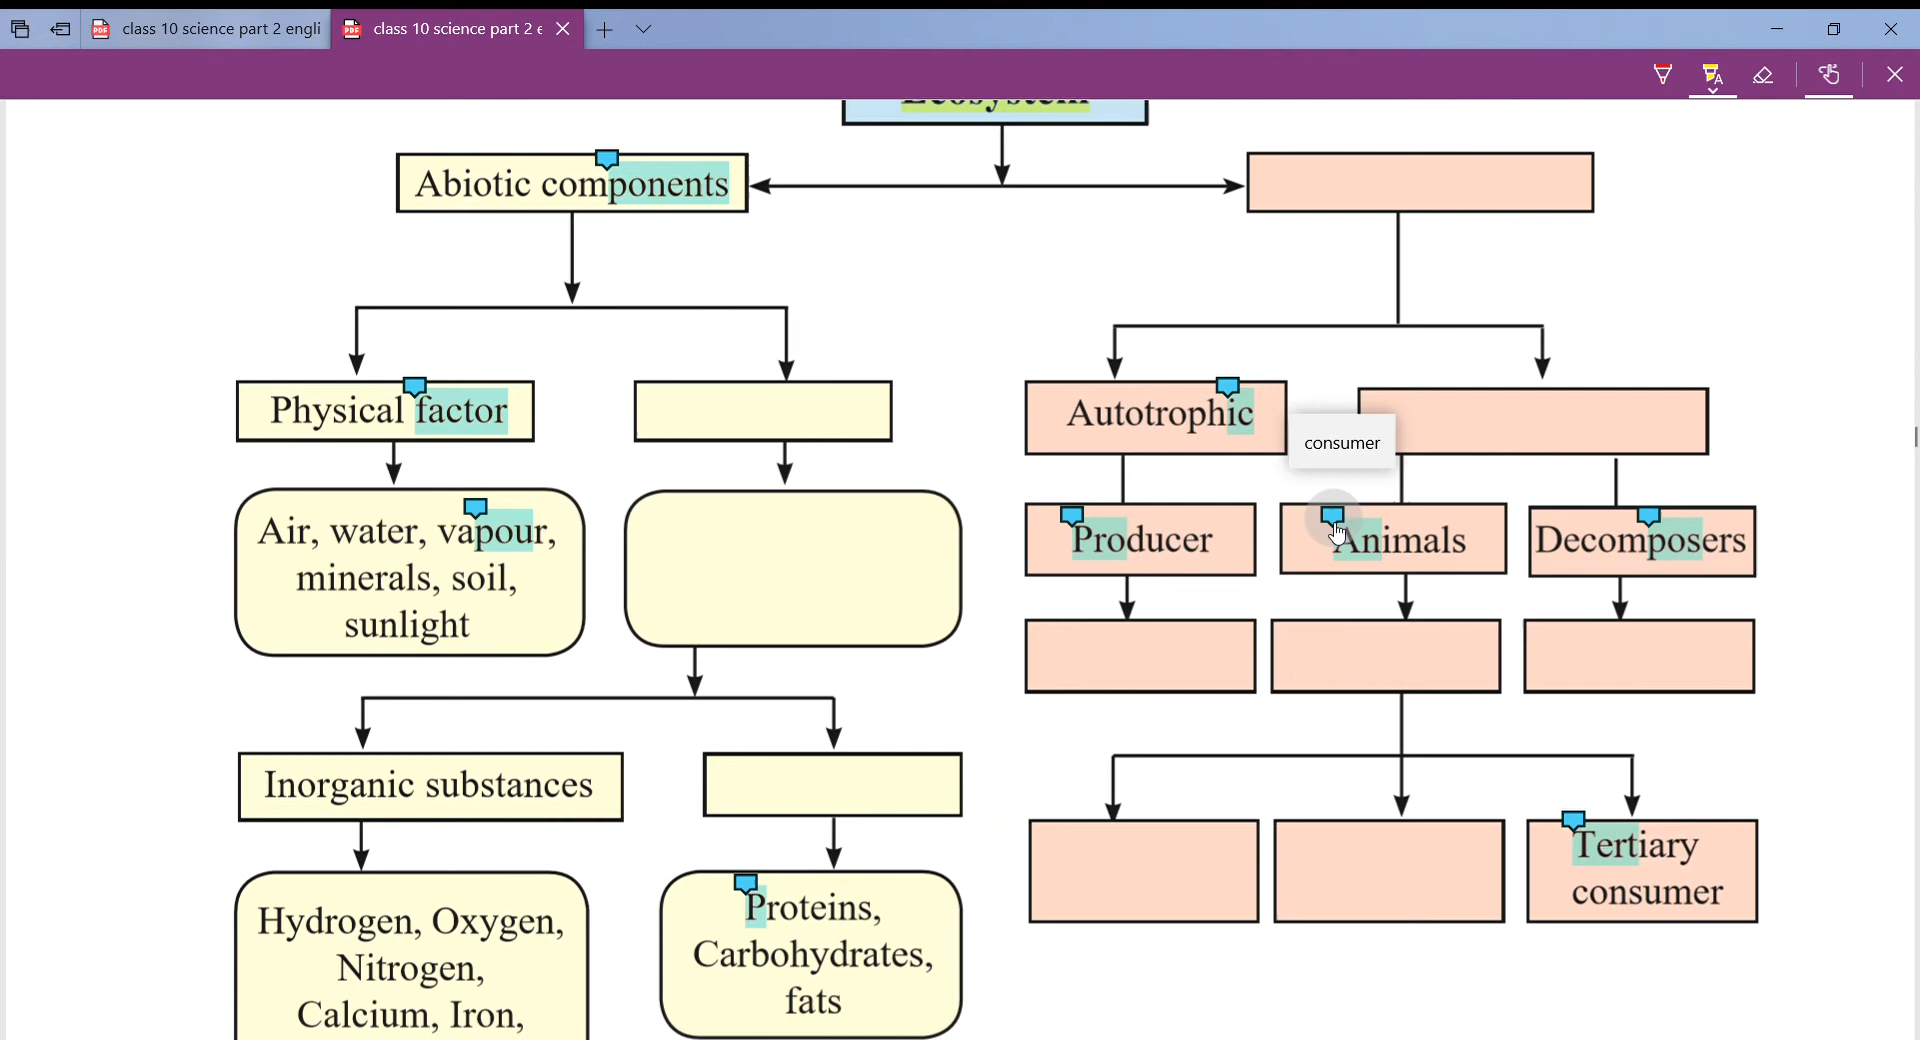 class 10 science part 2 engli
class 10 science part 2 e
Ecosystem
Abiotic components
Physical factor
Autotrophic
consumer
Air, water, vapour,
minerals, soil,
sunlight
Producer
Animals
Decomposers
Inorganic substances
Tertiary
consumer
Hydrogen, Oxygen,
Nitrogen,
Calcium, Iron,
Proteins,
Carbohydrates,
fats